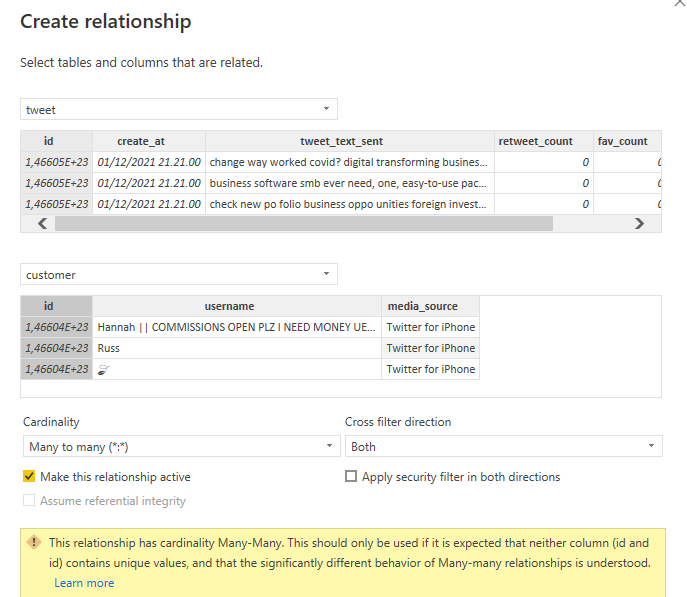 Create relationship
Select tables and columns that are related.
tweet
id create_at tweet_text_sent retweet_count fav_count
1,46605E+23 01/12/2021 21.21.00 change way worked covid? digital transforming busines... 0 0
1,46605E+23 01/12/2021 21.21.00 business software smb ever need, one, easy-to-use pac... 0 0
1,46605E+23 01/12/2021 21.21.00 check new po folio business oppo unities foreign invest... 0 0
customer
id username media_source
1,46604E+23 Hannah || COMMISSIONS OPEN PLZ I NEED MONEY UE... Twitter for iPhone
1,46604E+23 Russ Twitter for iPhone
1,46604E+23 Twitter for iPhone
Cardinality Cross filter direction
Many to many (*:*) Both
Make this relationship active Apply security filter in both directions
Assume referential integrity
This relationship has cardinality Many-Many. This should only be used if it is expected that neither column (id and
id) contains unique values, and that the significantly different behavior of Many-many relationships is understood.
Learn more